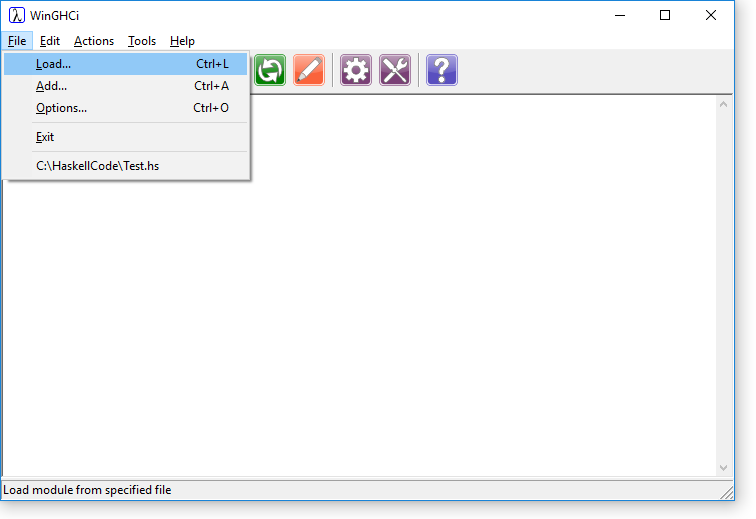 WinGHCi
File Edit Actions Tools Help
Load... Ctrl+L
Add... Ctrl+A
Options... Ctrl+O
Exit
C:\HaskellCode\Test.hs
Load module from specified file